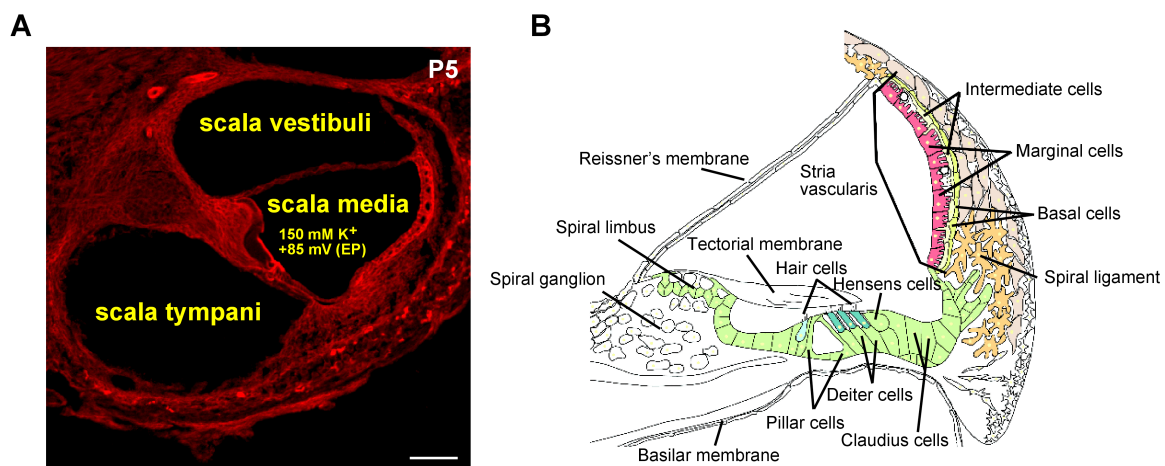 A
P5
scala vestibuli
scala media
150 mM K+
+85 mV (EP)
scala tympani
B
Intermediate cells
Marginal cells
Reissner's membrane
Stria
vascularis
Basal cells
Spiral limbus
Tectorial membrane
Hair cells
Spiral ganglion
Hensens cells
Spiral ligament
Deiter cells
Pillar cells
Claudius cells
Basilar membrane